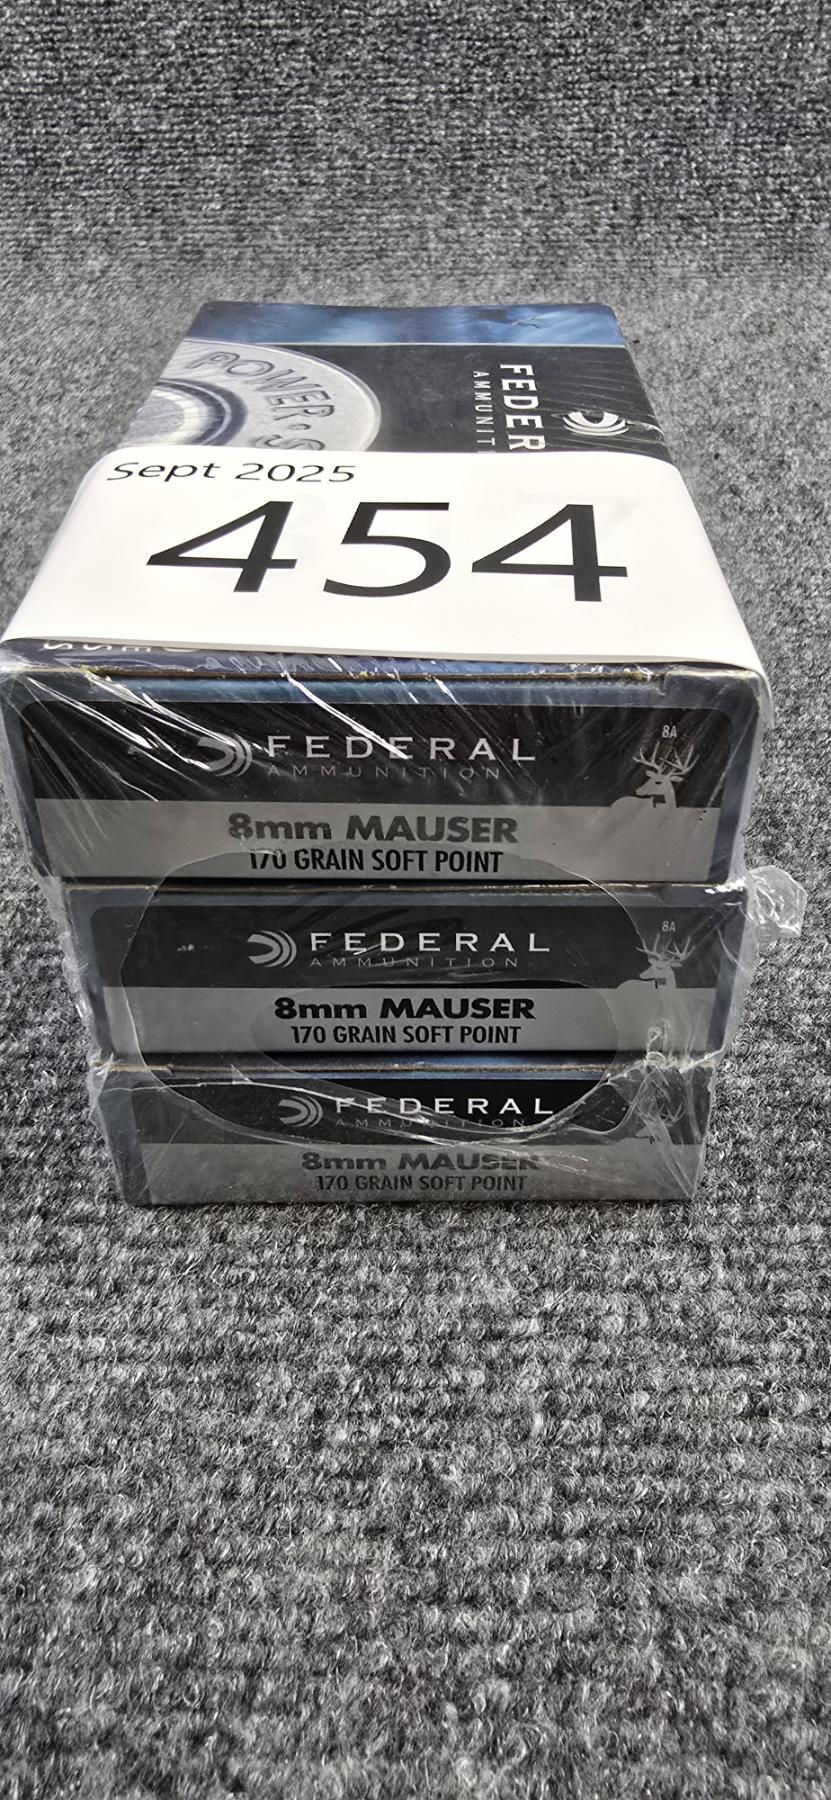 POWER·S
FEDER
AMMUNITI
Sept 2025
454
FEDERAL
AMMUNITION
8A
8mm MAUSER
170 GRAIN SOFT POINT
FEDERAL
AMMUNITION
8A
8mm MAUSER
170 GRAIN SOFT POINT
FEDERAL
AMMUNITION
8mm MAUSER
170 GRAIN SOFT POINT